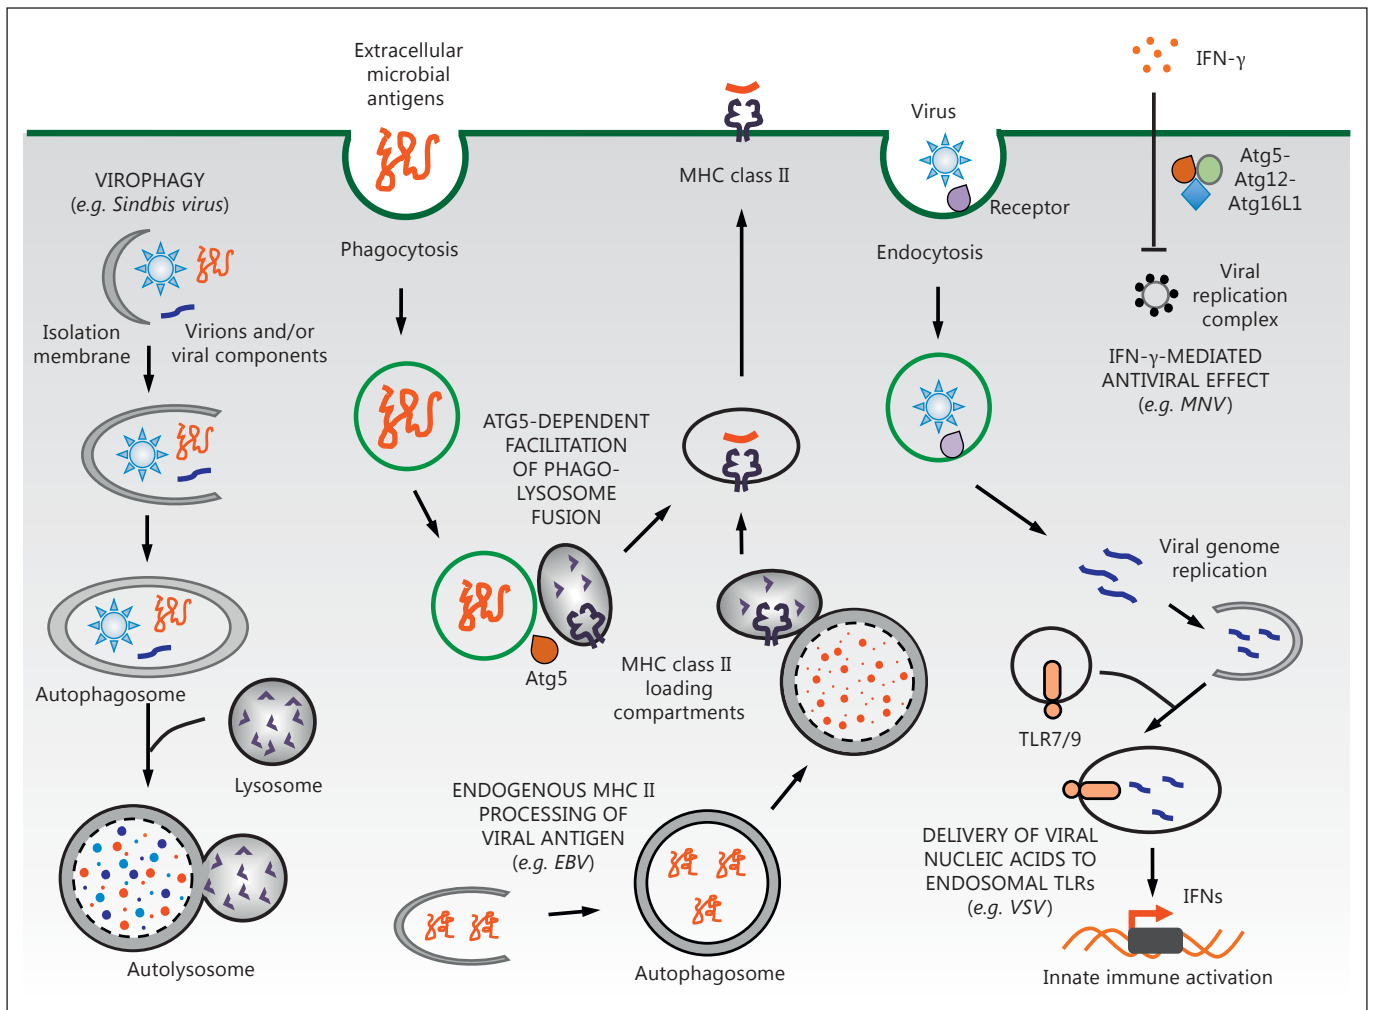 Extracellular
microbial
antigens
IFN-γ
Virus
Atg5-
Atg12-
Atg16L1
MHC class II
VIROPHAGY
(e.g. Sindbis virus)
Receptor
Phagocytosis
Endocytosis
Viral
replication
complex
Isolation
membrane
Virions and/or
viral components
IFN-γ-MEDIATED
ANTIVIRAL EFFECT
(e.g. MNV)
ATG5-DEPENDENT
FACILITATION
OF PHAGO-
LYSOSOME
FUSION
Viral genome
replication
Atg5
MHC class II
loading
compartments
Autophagosome
TLR7/9
Lysosome
ENDOGENOUS MHC II
PROCESSING OF
VIRAL ANTIGEN
(e.g. EBV)
DELIVERY OF VIRAL
NUCLEIC ACIDS TO
ENDOSOMAL TLRs
(e.g. VSV)
IFNs
Autolysosome
Autophagosome
Innate immune activation